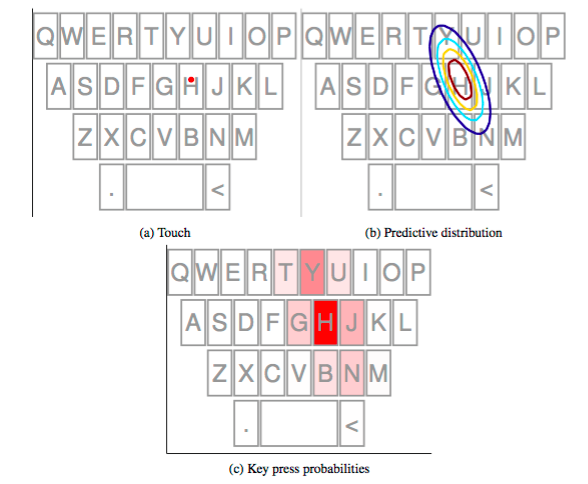 QWERTYUIOP QWERTYUIOP
ASDFGHJKL ASDFGHJKL
ZXCVBNM ZXCVBNM
. < . <
(a) Touch (b) Predictive distribution
QWERTYUIOP
ASDFGHJKL
ZXCVBNM
. <
(c) Key press probabilities